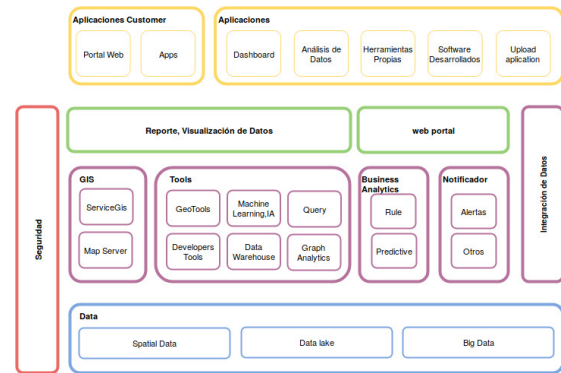 Aplicaciones Customer
Portal Web
Apps
Aplicaciones
Dashboard
Análisis de
Datos
Herramientas
Propias
Software
Desarrollados
Upload
aplication
Seguridad
Reporte, Visualización de Datos
web portal
Integración de Datos
GIS
ServiceGis
Map Server
Tools
GeoTools
Machine
Learning,IA
Query
Developers
Tools
Data
Warehouse
Graph
Analytics
Business
Analytics
Rule
Predictive
Notificador
Alertas
Otros
Data
Spatial Data
Data lake
Big Data